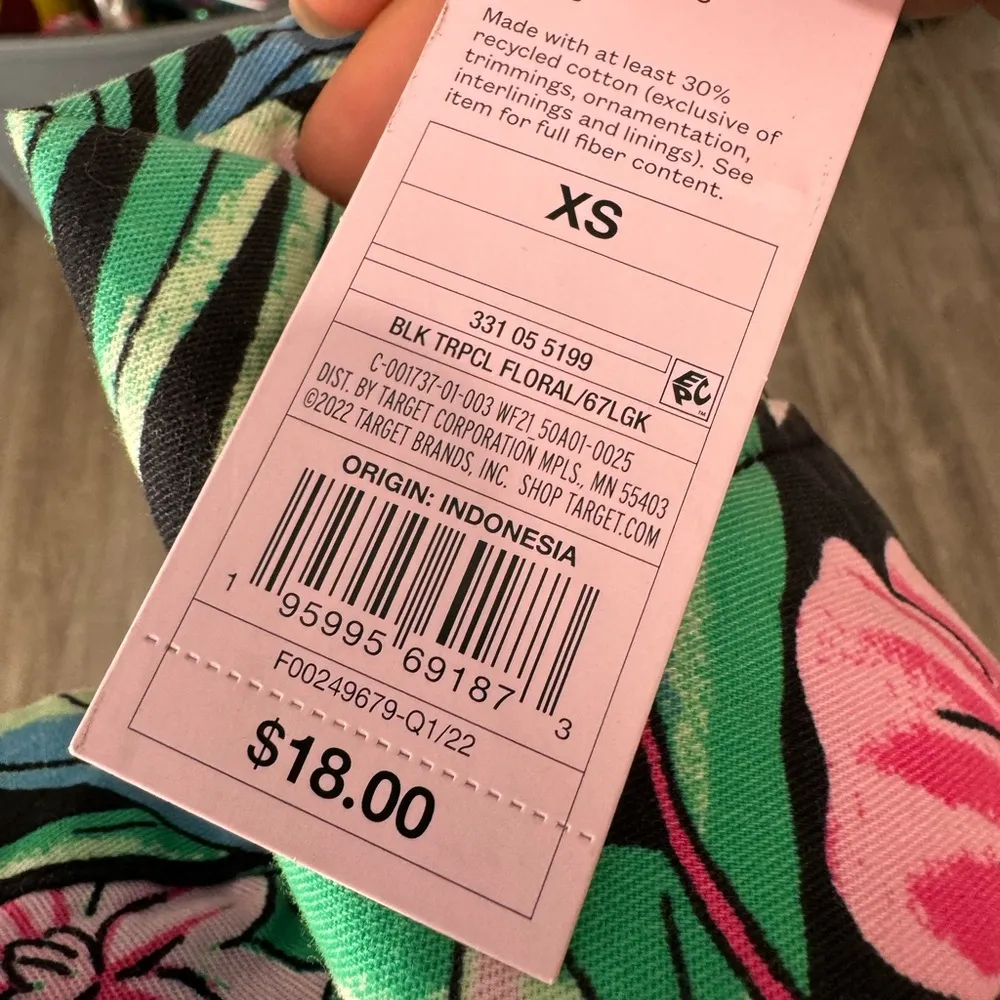 Made with at least 30%
recycled cotton (exclusive of
trimmings, ornamentation,
interlinings and linings). See
item for full fiber content.
XS
331 05 5199
BLK TRPCL FLORAL/67LGK
EPC
™
C-001737-01-003 WF21 50A01-0025
DIST. BY TARGET CORPORATION MPLS., MN 55403
©2022 TARGET BRANDS, INC. SHOP TARGET.COM
ORIGIN: INDONESIA
1 95995 69187 3
F00249679-Q1/22
$18.00